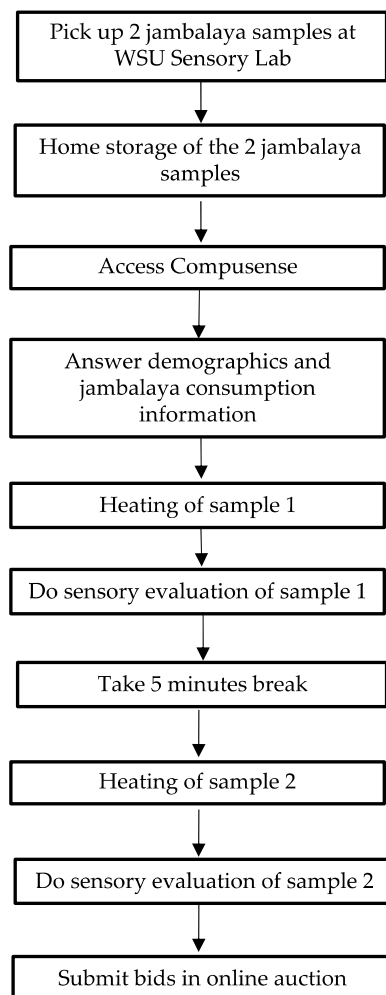 Pick up 2 jambalaya samples at
WSU Sensory Lab
Home storage of the 2 jambalaya
samples
Access Compusense
Answer demographics and
jambalaya consumption
information
Heating of sample 1
Do sensory evaluation of sample 1
Take 5 minutes break
Heating of sample 2
Do sensory evaluation of sample 2
Submit bids in online auction